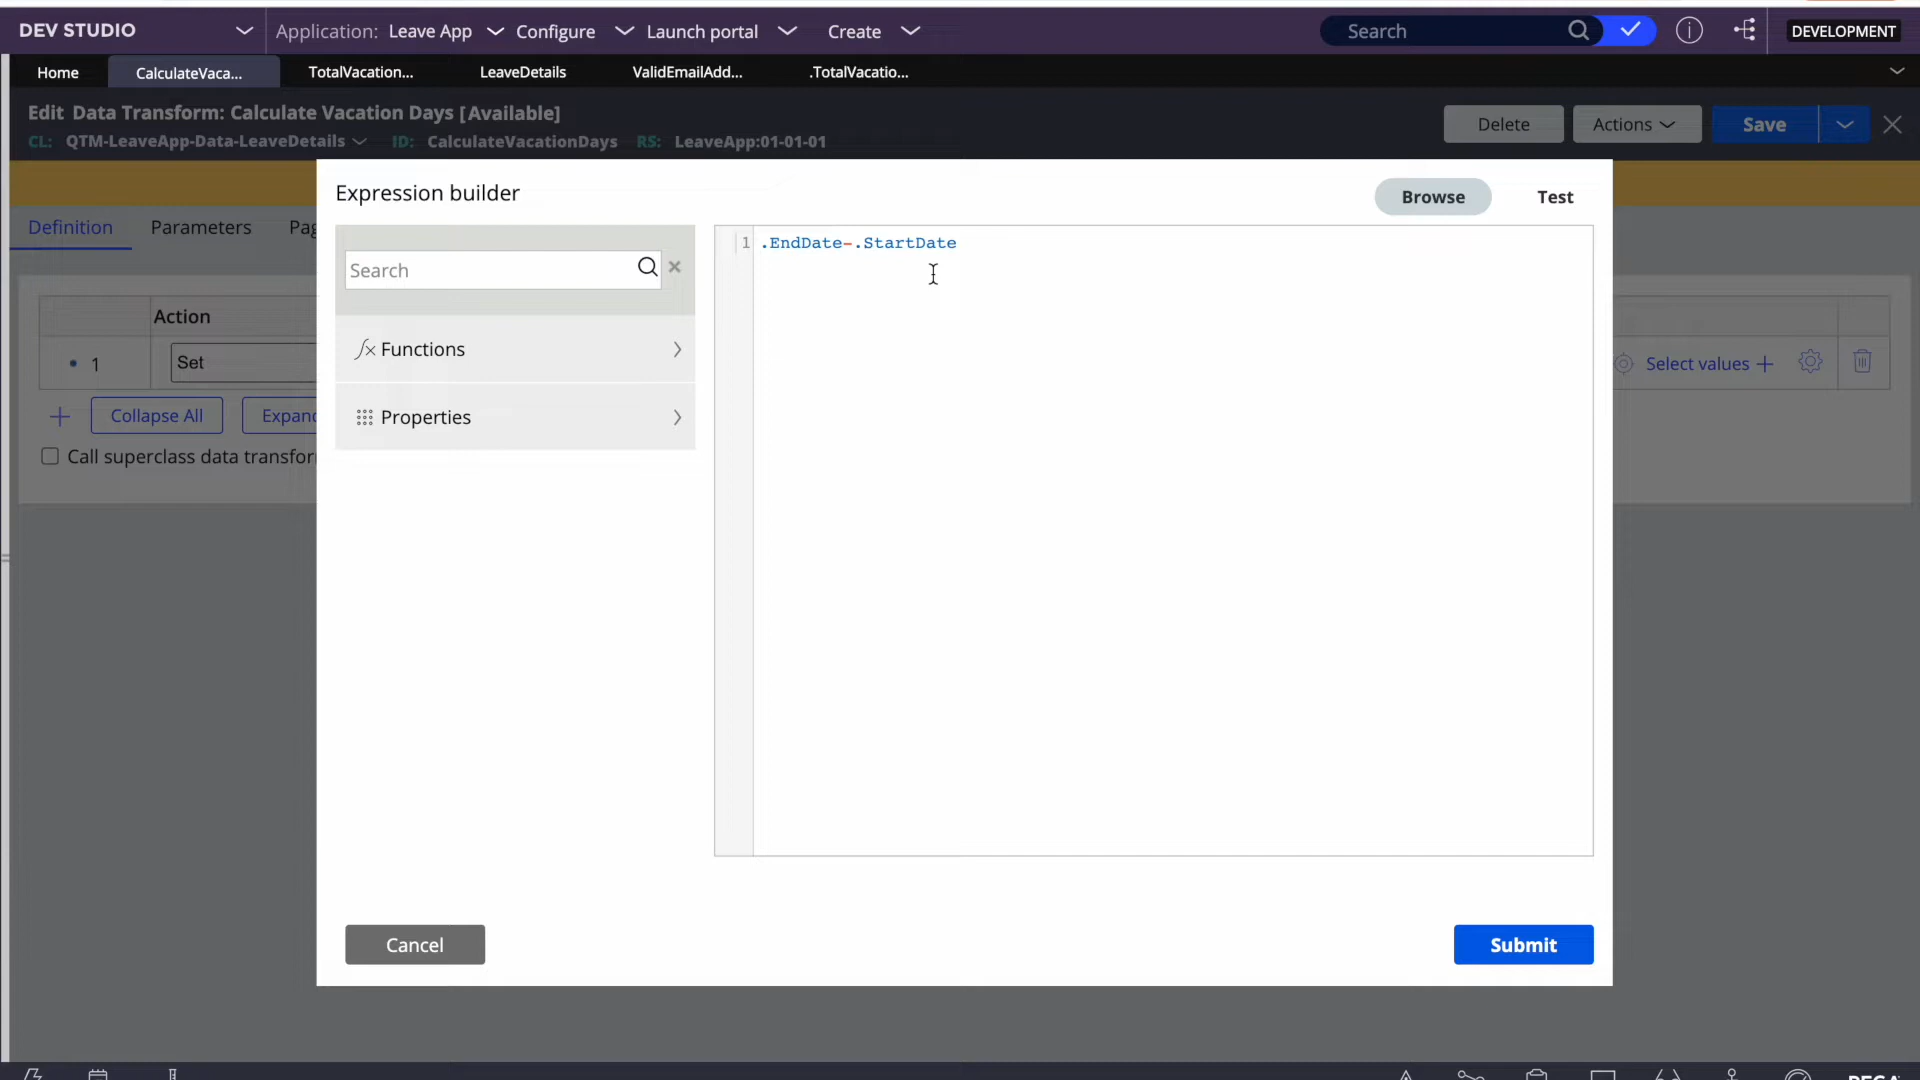 DEV STUDIO Application: Leave App Configure Launch portal Create Search DEVELOPMENT
Home CalculateVaca... TotalVacation... LeaveDetails ValidEmailAdd... .TotalVacatio...
Edit Data Transform: Calculate Vacation Days [Available] Delete Actions Save
CL: QTM-LeaveApp-Data-LeaveDetails ID: CalculateVacationDays RS: LeaveApp:01-01-01
Expression builder Browse Test
Definition Parameters Pag
1 .EndDate-.StartDate
Search
Action
Functions
1 Set Select values
Collapse All Expand
Properties
Call superclass data transfor
Cancel Submit
PEGA